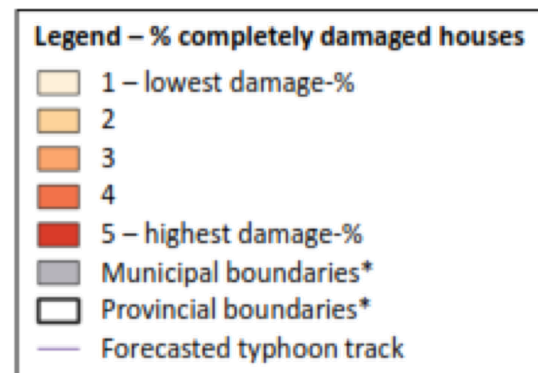 Legend – % completely damaged houses
1 – lowest damage-%
2
3
4
5 – highest damage-%
Municipal boundaries*
Provincial boundaries*
Forecasted typhoon track